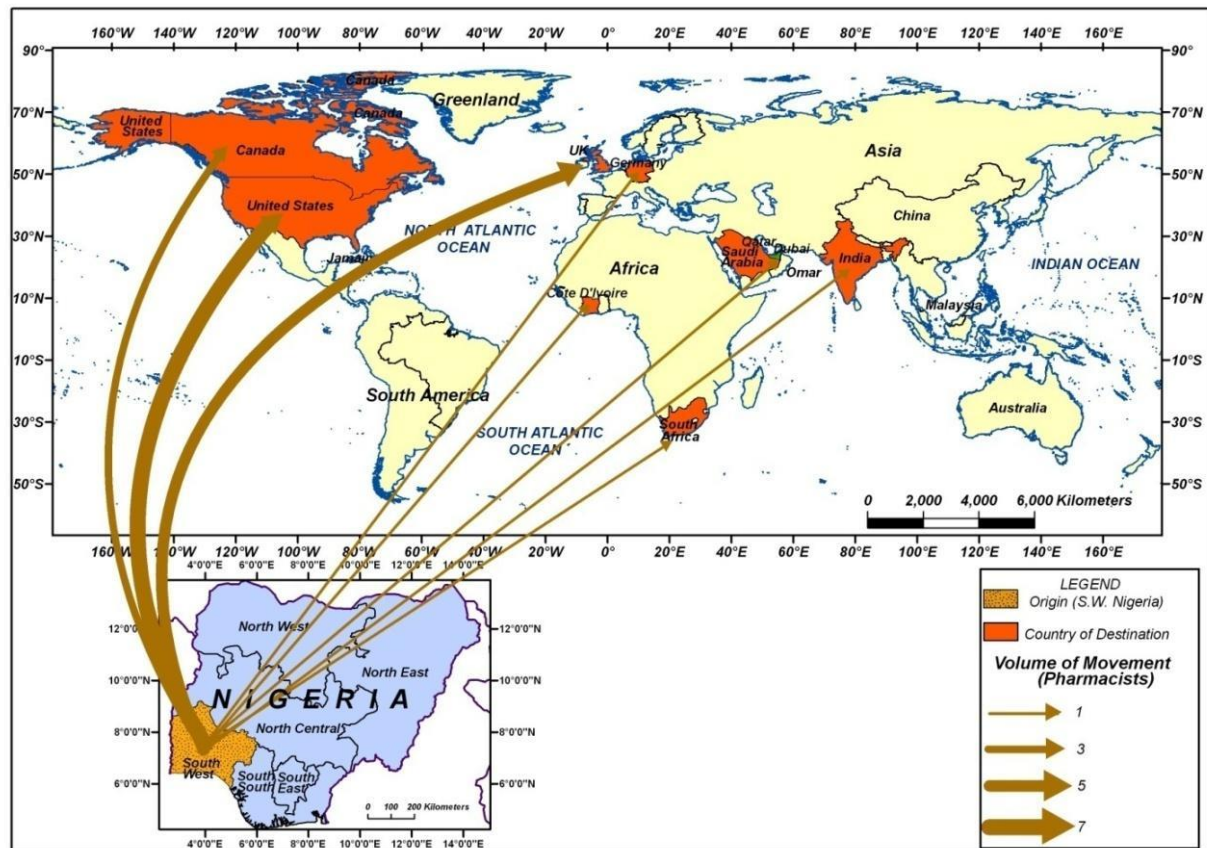 160°W 140°W 120°W 100°W 80°W 60°W 40°W 20°W 0° 20°E 40°E 60°E 80°E 100°E 120°E 140°E 160°E
90° 90°
70°N 70°N
50°N 50°N
30°N 30°N
10°N 10°N
10°S 10°S
30°S 30°S
50°S 50°S
Canada
Greenland
United
States
Canada
Canada
UK
Germany
Asia
United States
China
NORTH ATLANTIC
OCEAN
Jamain
Africa
Qatar
Dubai
Saudi
Arabia
Omar
India
INDIAN OCEAN
Cote D'Ivoire
Malaysia
South America
SOUTH ATLANTIC
OCEAN
South
Africa
Australia
0 2,000 4,000 6,000 Kilometers
160°W 140°W 120°W 100°W 80°W 60°W 40°W 20°W 0° 20°E 40°E 60°E 80°E 100°E 120°E 140°E 160°E
4°0'0"E 6°0'0"E 8°0'0"E 10°0'0"E 12°0'0"E 14°0'0"E
12°0'0"N 12°0'0"N
10°0'0"N 10°0'0"N
8°0'0"N 8°0'0"N
6°0'0"N 6°0'0"N
North West
North East
NIGERIA
North Central
South
West
South
South
South
East
0 100 200 Kilometers
4°0'0"E 6°0'0"E 8°0'0"E 10°0'0"E 12°0'0"E 14°0'0"E
LEGEND
Origin (S.W. Nigeria)
Country of Destination
Volume of Movement
(Pharmacists)
1
3
5
7